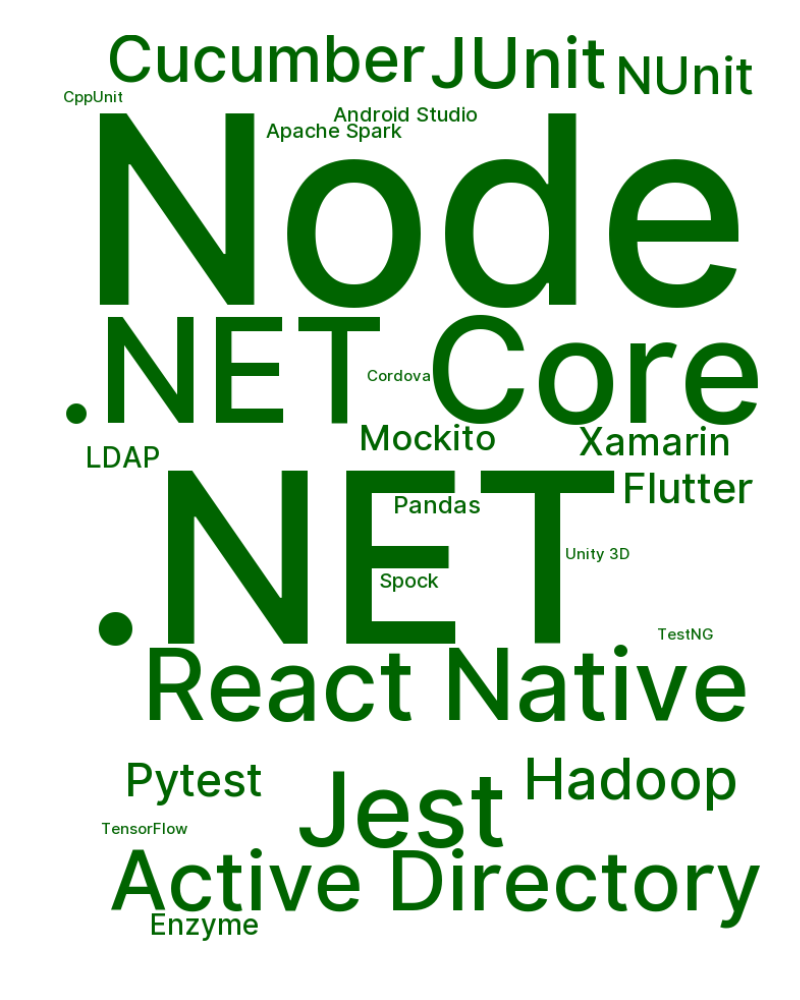 Cucumber JUnit NUnit
CppUnit
Android Studio
Apache Spark
Node
.NET Core
Cordova
Mockito Xamarin
LDAP
Flutter
.NET
Pandas
Unity 3D
Spock
TestNG
React Native
Pytest Jest Hadoop
TensorFlow
Active Directory
Enzyme